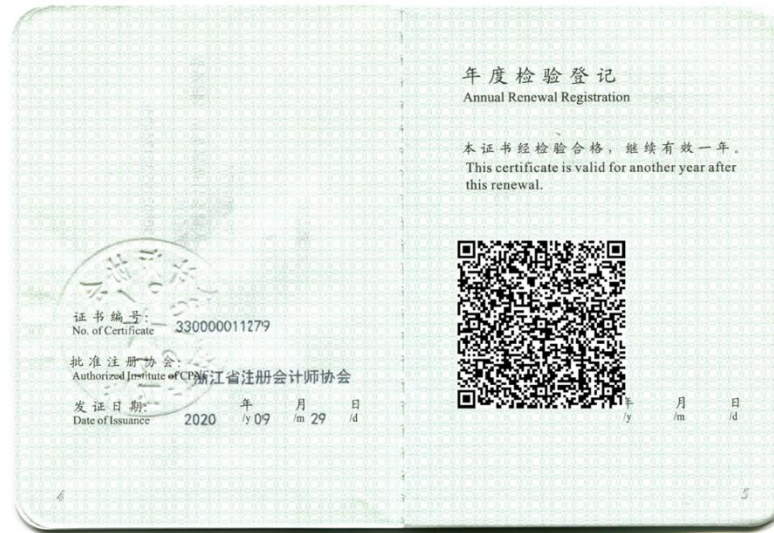 证书编号:
No. of Certificate
330000011279
批准注册协会:
Authorized Institute of CPAs
浙江省注册会计师协会
发证日期:
Date of Issuance
2020 年 09 月 29 日
/y /m /d
4
年度检验登记
Annual Renewal Registration
本证书经检验合格，继续有效一年。
This certificate is valid for another year after
this renewal.
年 月 日
/y /m /d
5